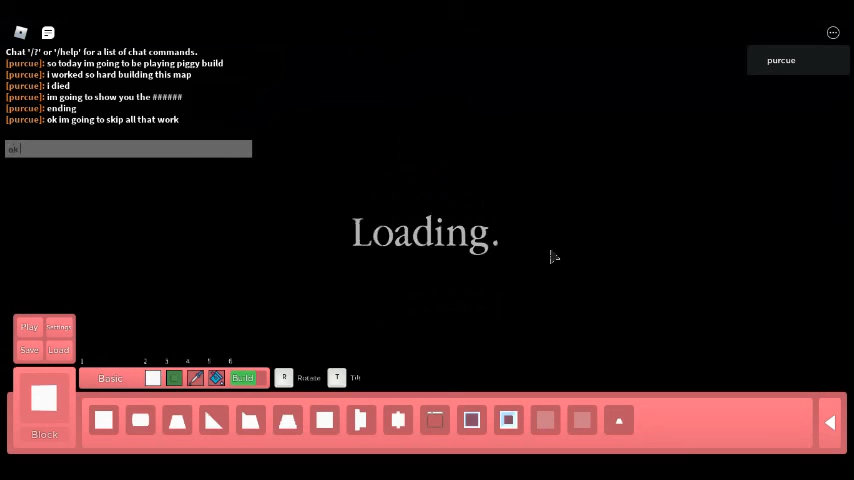 Chat '/?' or '/help' for a list of chat commands.
[purcue]: so today im going to be playing piggy build
[purcue]: i worked so hard building this map
[purcue]: i died
[purcue]: im going to show you the ######
[purcue]: ending
[purcue]: ok im going to skip all that work
ok
purcue
Loading.
Play Settings
Save Load
1 2 3 4 5 6
Basic Build R Rotate T Tilt
Block